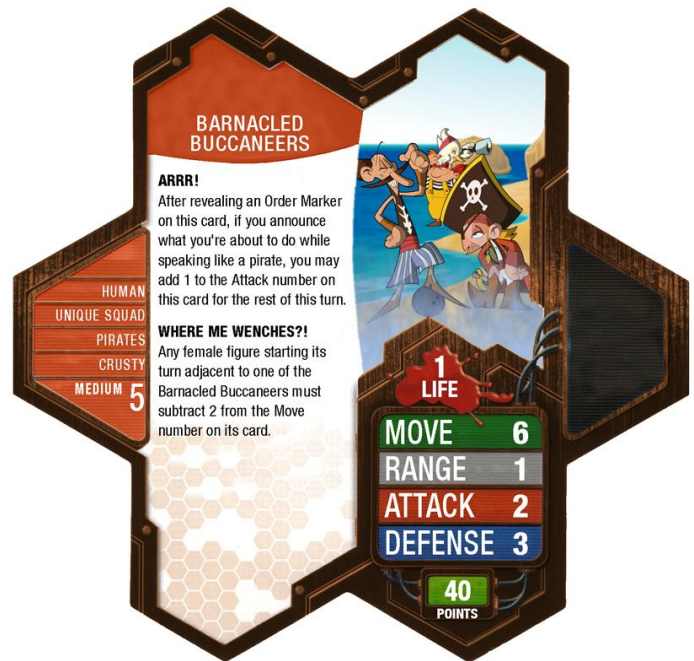 BARNACLED
BUCCANEERS
ARRR!
After revealing an Order Marker
on this card, if you announce
what you're about to do while
speaking like a pirate, you may
add 1 to the Attack number on
this card for the rest of this turn.
WHERE ME WENCHES?!
Any female figure starting its
turn adjacent to one of the
Barnacled Buccaneers must
subtract 2 from the Move
number on its card.
HUMAN
UNIQUE SQUAD
PIRATES
CRUSTY
MEDIUM 5
1
LIFE
MOVE 6
RANGE 1
ATTACK 2
DEFENSE 3
40
POINTS